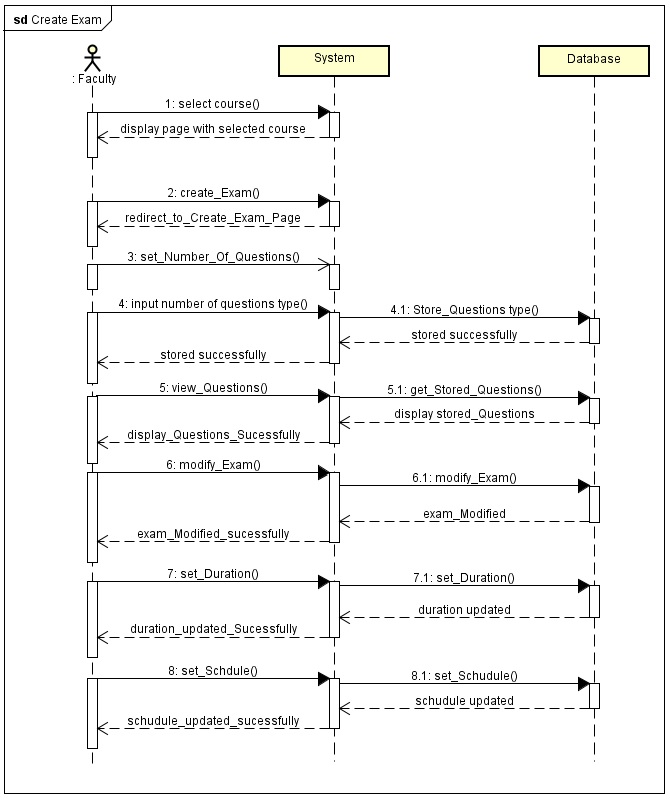 sd Create Exam
: Faculty
System
Database
1: select course()
display page with selected course
2: create_Exam()
redirect_to_Create_Exam_Page
3: set_Number_Of_Questions()
4: input number of questions type()
4.1: Store_Questions type()
stored successfully
stored successfully
5: view_Questions()
5.1: get_Stored_Questions()
display stored_Questions
display_Questions_Sucessfully
6: modify_Exam()
6.1: modify_Exam()
exam_Modified
exam_Modified_sucessfully
7: set_Duration()
7.1: set_Duration()
duration updated
duration_updated_Sucessfully
8: set_Schdule()
8.1: set_Schudule()
schudule updated
schudule_updated_sucessfully